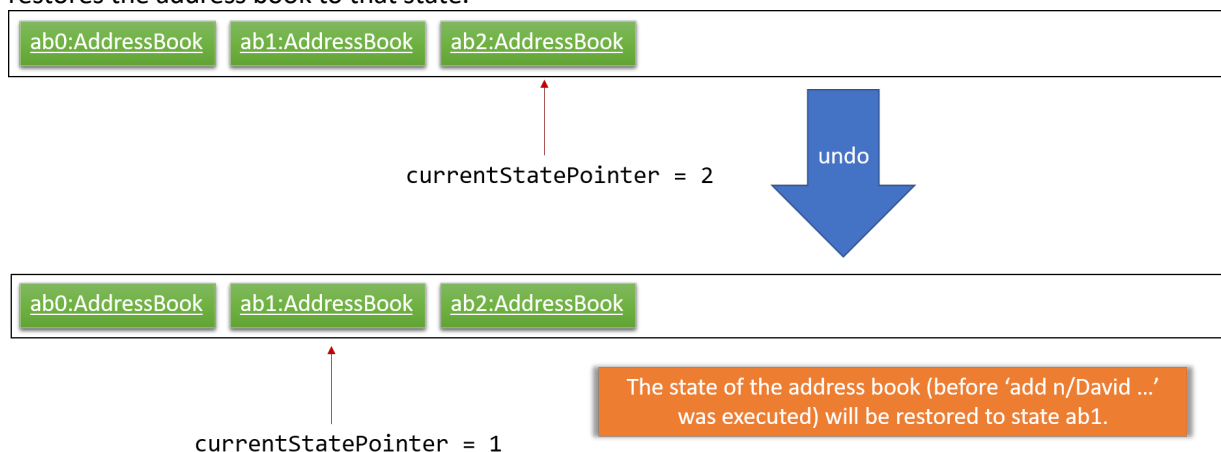 restores the address book to that state.
ab0:AddressBook ab1:AddressBook ab2:AddressBook
undo
currentStatePointer = 2
ab0:AddressBook ab1:AddressBook ab2:AddressBook
The state of the address book (before ‘add n/David …’
was executed) will be restored to state ab1.
currentStatePointer = 1